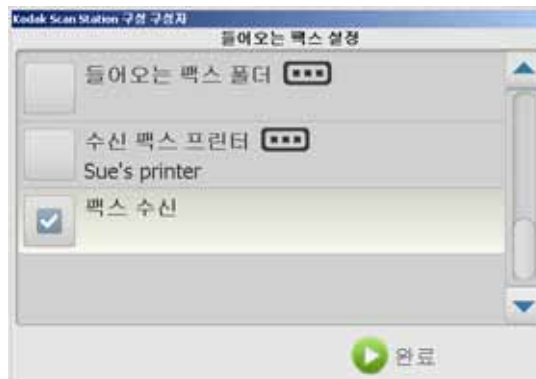 Kodak Scan Station 구성 구성자
들어오는 팩스 설정
들어오는 팩스 폴더
수신 팩스 프린터
Sue's printer
팩스 수신
완료